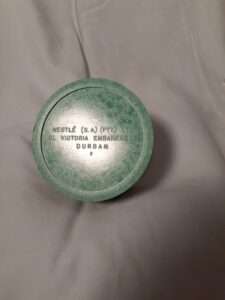 NESTLÉ (S.A.) (PTY)
VICTORIA EMBANKMENT
DURBAN